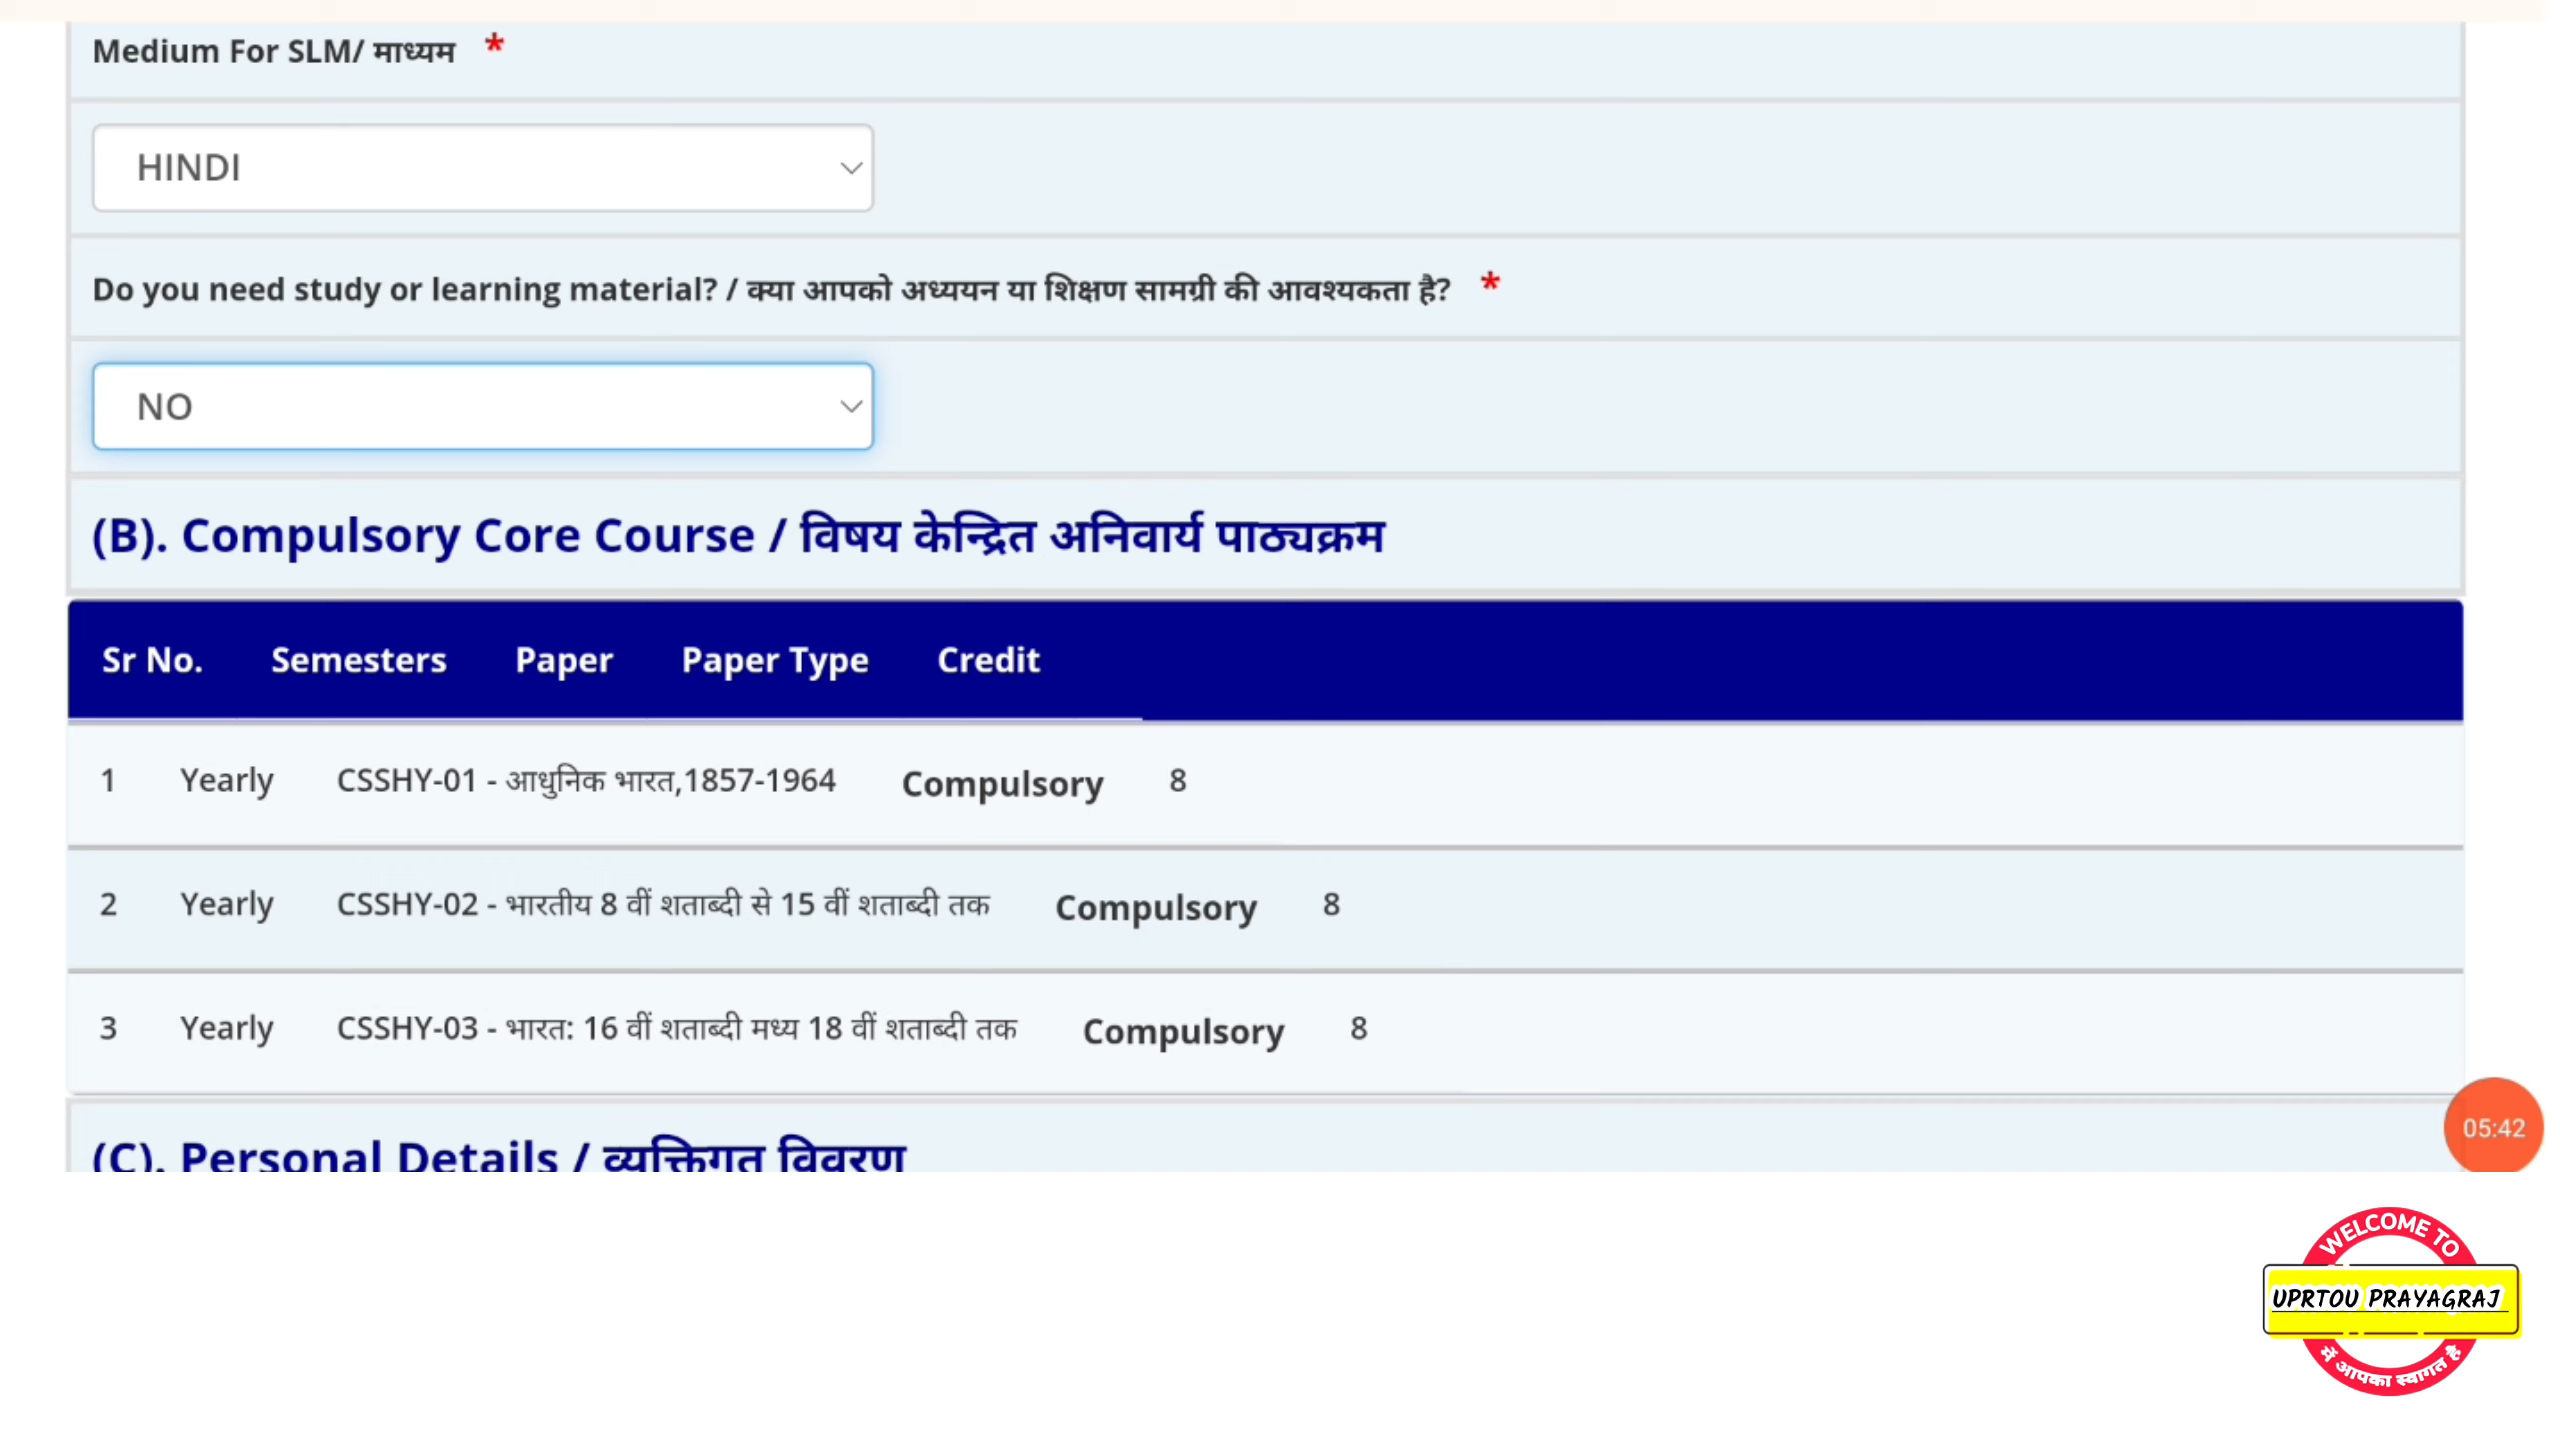 Medium For SLM/ माध्यम *
HINDI
Do you need study or learning material? / क्या आपको अध्ययन या शिक्षण सामग्री की आवश्यकता है? *
NO
(B). Compulsory Core Course / विषय केन्द्रित अनिवार्य पाठ्यक्रम
Sr No. Semesters Paper Paper Type Credit
1 Yearly CSSHY-01 - आधुनिक भारत,1857-1964 Compulsory 8
2 Yearly CSSHY-02 - भारतीय 8 वीं शताब्दी से 15 वीं शताब्दी तक Compulsory 8
3 Yearly CSSHY-03 - भारत: 16 वीं शताब्दी मध्य 18 वीं शताब्दी तक Compulsory 8
05:42
(C). Personal Details / व्यक्तिगत विवरण
WELCOME TO
UPRTOU PRAYAGRAJ
में आपका स्वागत है